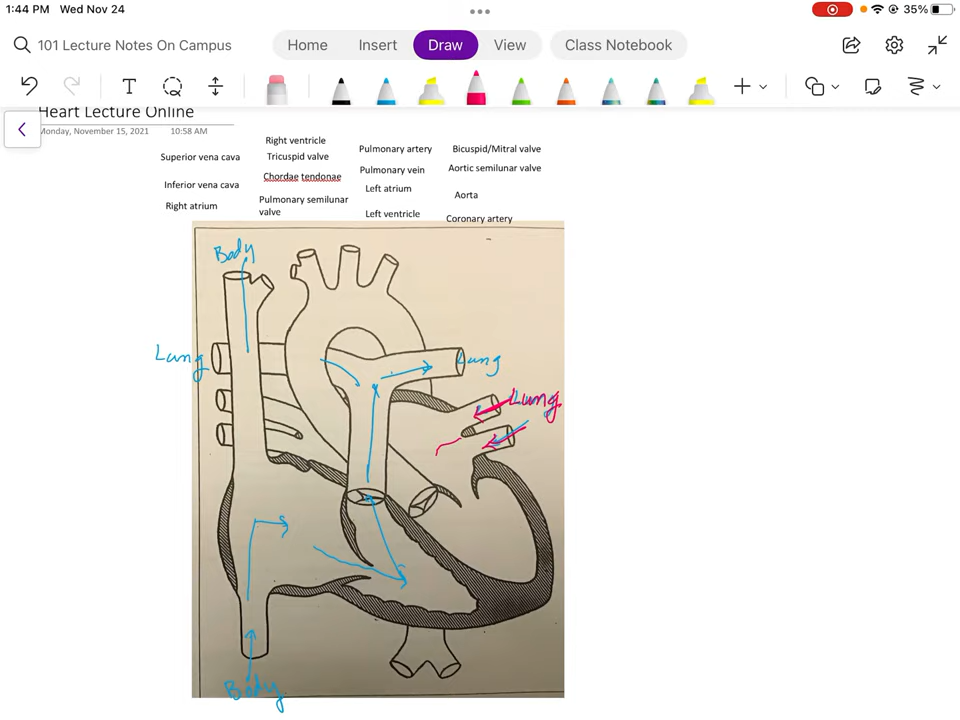 1:44 PM Wed Nov 24
35%
101 Lecture Notes On Campus
Home Insert Draw View Class Notebook
Heart Lecture Online
Monday, November 15, 2021 10:58 AM
Superior vena cava
Inferior vena cava
Right atrium
Right ventricle
Tricuspid valve
Chordae tendonae
Pulmonary semilunar
valve
Pulmonary artery
Pulmonary vein
Left atrium
Left ventricle
Bicuspid/Mitral valve
Aortic semilunar valve
Aorta
Coronary artery
Body
Lung
Lung
Lung
Body